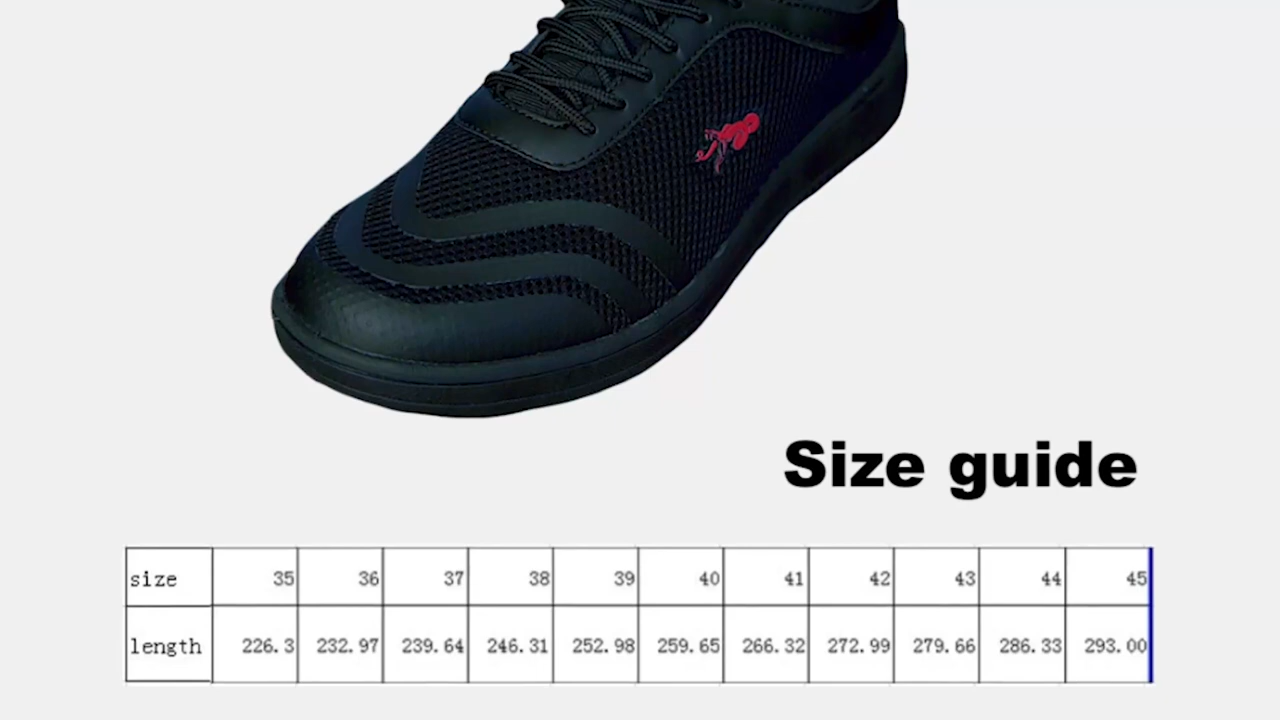 Size guide
size 35 36 37 38 39 40 41 42 43 44 45
length 226.3 232.97 239.64 246.31 252.98 259.65 266.32 272.99 279.66 286.33 293.00